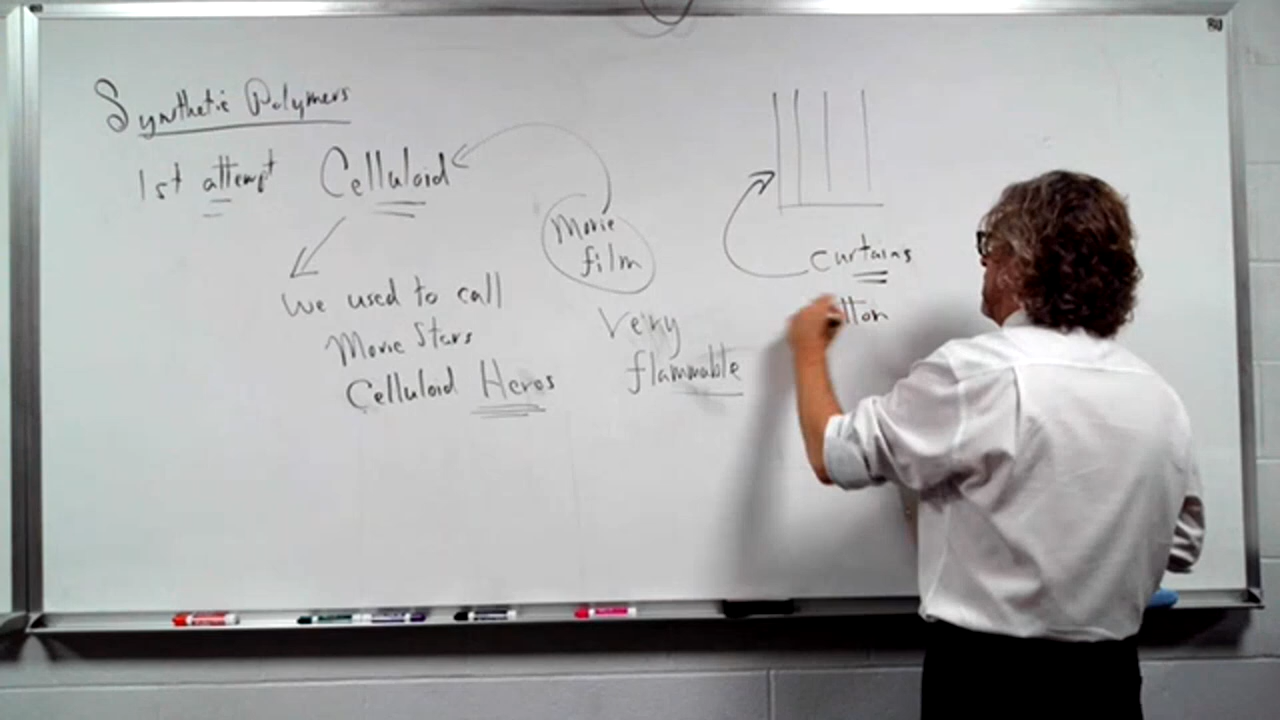 Synthetic Polymers
1st attempt Celluloid
Movie
film
we used to call
Movie Stars
Celluloid Heros
Very
flammable
curtains